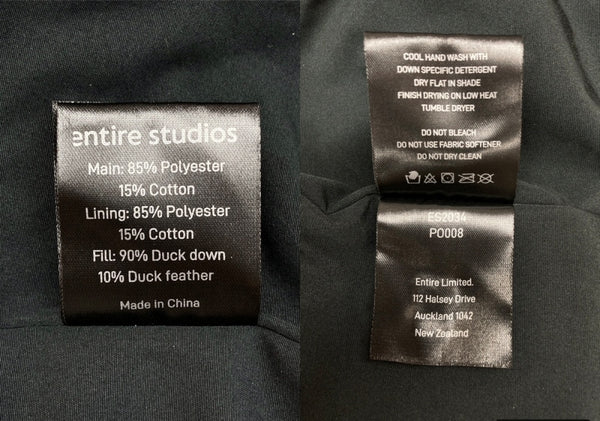 entire studios
Main: 85% Polyester
15% Cotton
Lining: 85% Polyester
15% Cotton
Fill: 90% Duck down
10% Duck feather
Made in China
COOL HAND WASH WITH
DOWN SPECIFIC DETERGENT
DRY FLAT IN SHADE
FINISH DRYING ON LOW HEAT
TUMBLE DRYER
DO NOT BLEACH
DO NOT USE FABRIC SOFTENER
DO NOT DRY CLEAN
ES2034
PO008
Entire Limited.
112 Halsey Drive
Auckland 1042
New Zealand